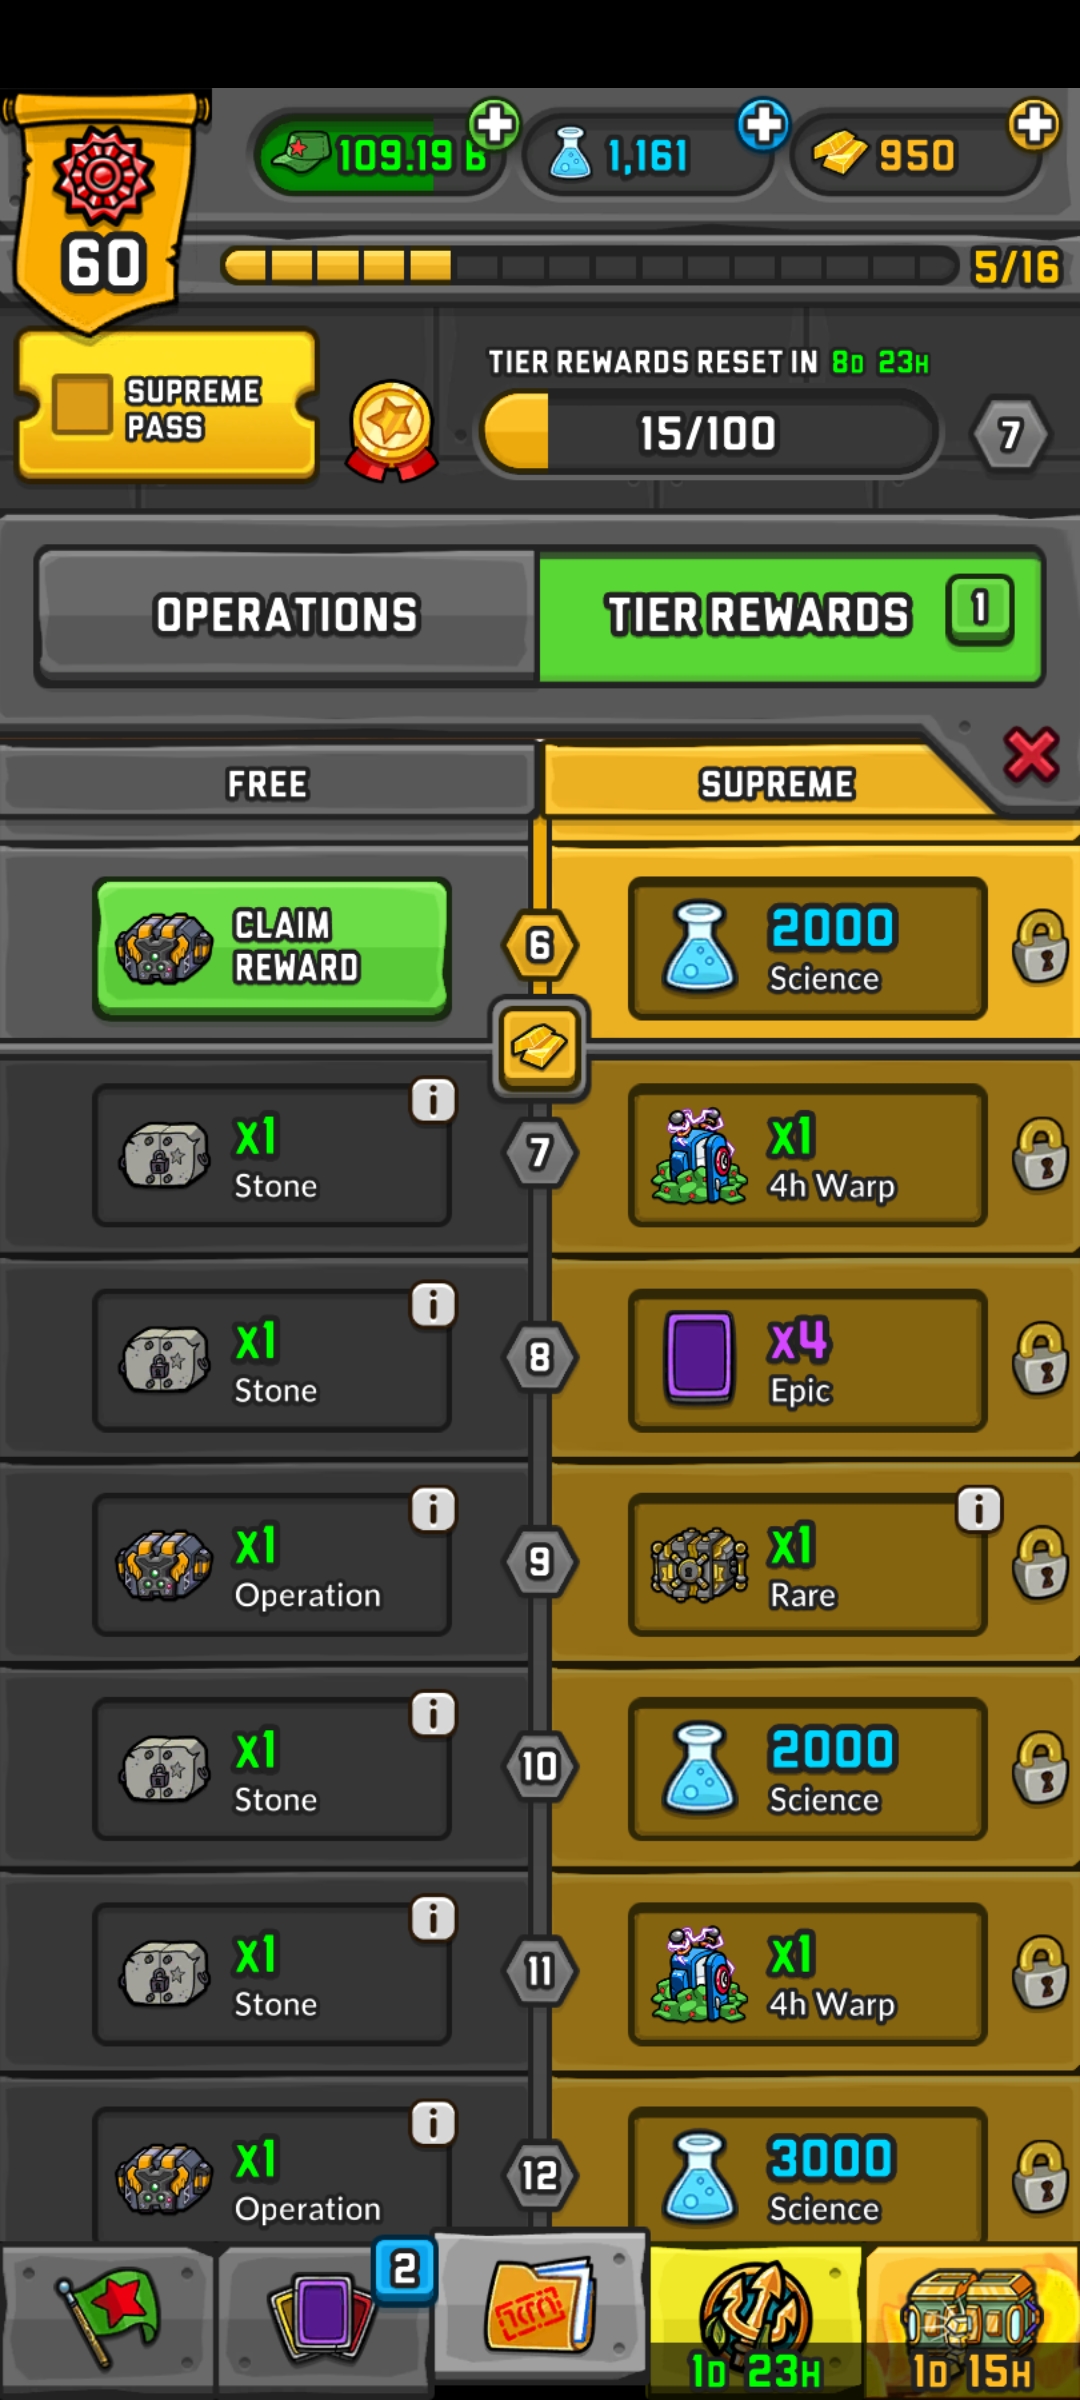 109.19 B
1,161
950
60
5/16
SUPREME
PASS
TIER REWARDS RESET IN 8D 23H
15/100
7
OPERATIONS
TIER REWARDS
1
FREE
SUPREME
CLAIM
REWARD
6
2000
Science
x1
Stone
7
x1
4h Warp
x1
Stone
8
x4
Epic
x1
Operation
9
x1
Rare
x1
Stone
10
2000
Science
x1
Stone
11
x1
4h Warp
x1
Operation
12
3000
Science
2
1D 23H
1D 15H